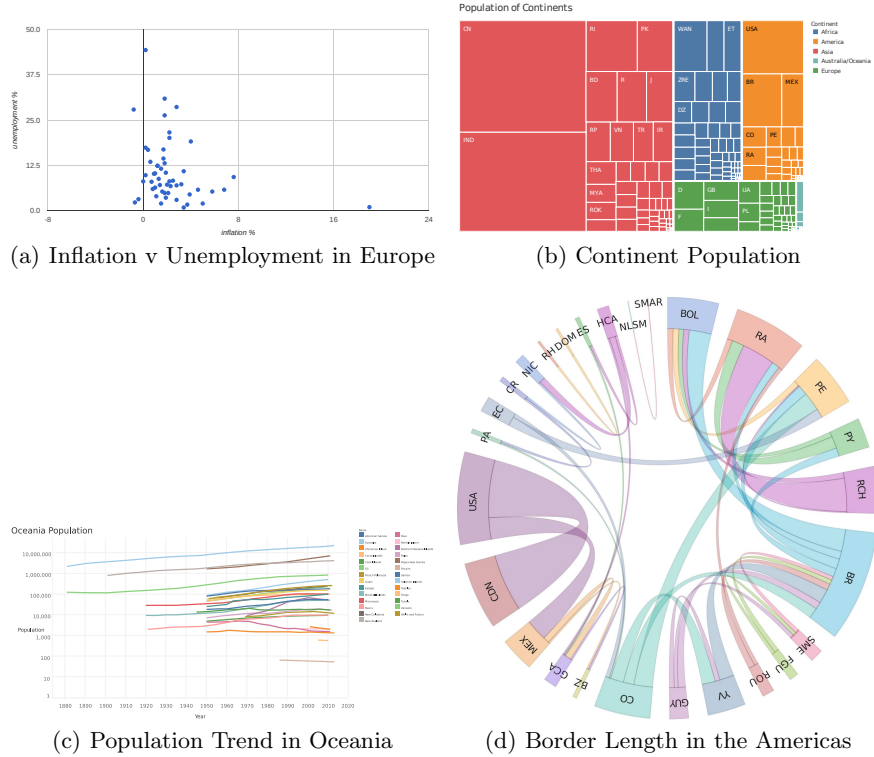 50.0
37.5
25.0
12.5
0.0
unemployment %
-8
0
8
16
24
inflation %
(a) Inflation v Unemployment in Europe
Population of Continents
CN
RI
PK
WAN
ET
USA
BD
R
J
ZRE
DZ
BR
MEX
IND
RP
VN
TR
IR
CO
PE
RA
THA
MYA
ROK
D
GB
UA
F
I
PL
Continent
Africa
America
Asia
Australia/Oceania
Europe
(b) Continent Population
Oceania Population
10,000,000
1,000,000
100,000
10,000
Population
1,000
100
10
1
1880
1890
1900
1910
1920
1930
1940
1950
1960
1970
1980
1990
2000
2010
2020
Year
(c) Population Trend in Oceania
SMAR
NLSM
HCA
ES
DOM
RH
NIC
CR
EC
PA
USA
CDN
MEX
GCA
BZ
CO
GUY
YV
ROU
FGU
SME
BR
RCH
PY
PE
RA
BOL
(d) Border Length in the Americas